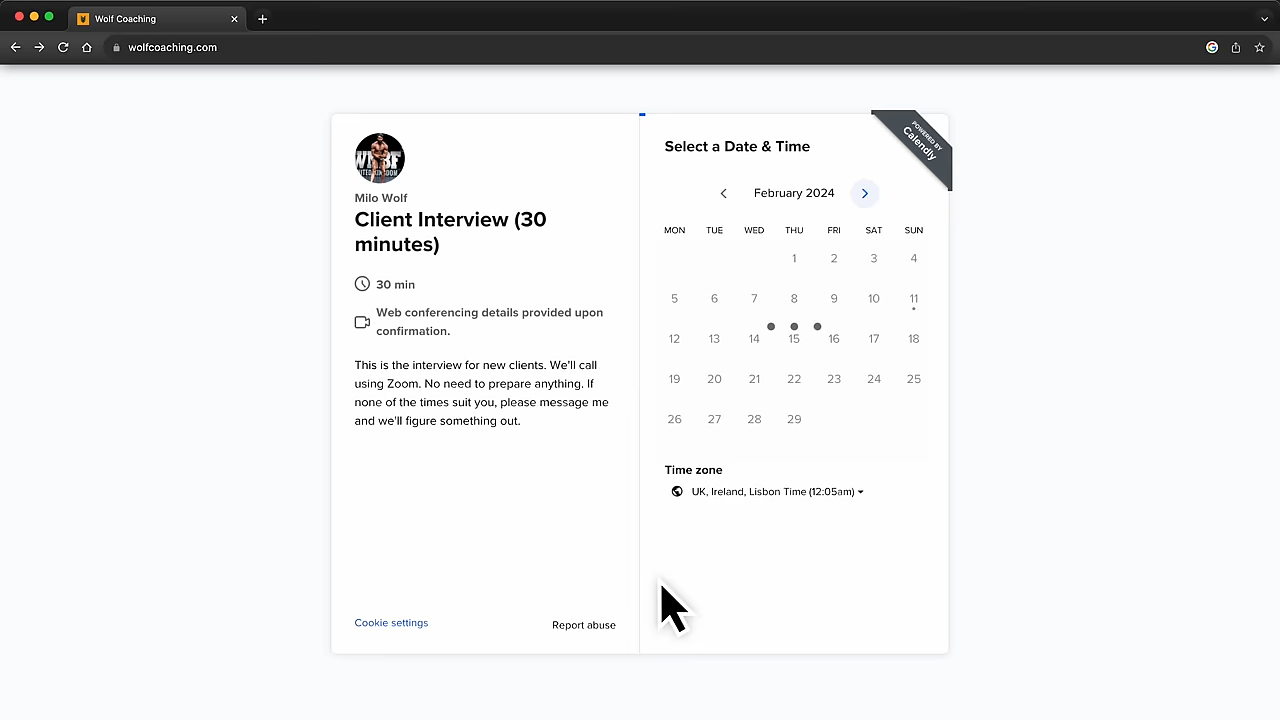 Wolf Coaching
wolfcoaching.com
Milo Wolf
Client Interview (30
minutes)
30 min
Web conferencing details provided upon
confirmation.
This is the interview for new clients. We'll call
using Zoom. No need to prepare anything. If
none of the times suit you, please message me
and we'll figure something out.
Cookie settings
Report abuse
POWERED BY
Calendly
Select a Date & Time
February 2024
MON TUE WED THU FRI SAT SUN
1 2 3 4
5 6 7 8 9 10 11
12 13 14 15 16 17 18
19 20 21 22 23 24 25
26 27 28 29
Time zone
UK, Ireland, Lisbon Time (12:05am)